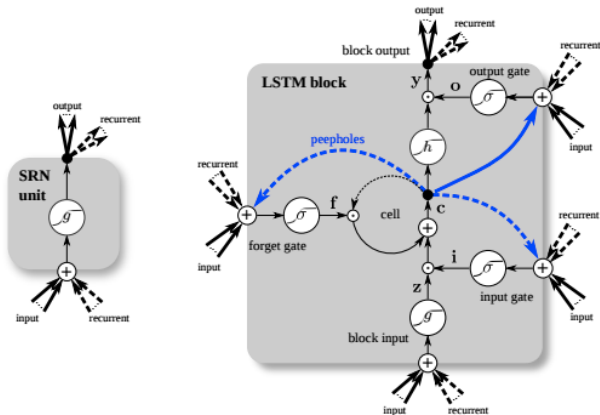 output
recurrent
SRN
unit
g
+
input
recurrent
output
recurrent
block output
LSTM block
y
o
output gate
recurrent
σ
+
input
h
peepholes
recurrent
f
σ
+
forget gate
input
cell
c
+
recurrent
i
σ
+
input gate
input
z
g
block input
+
input
recurrent